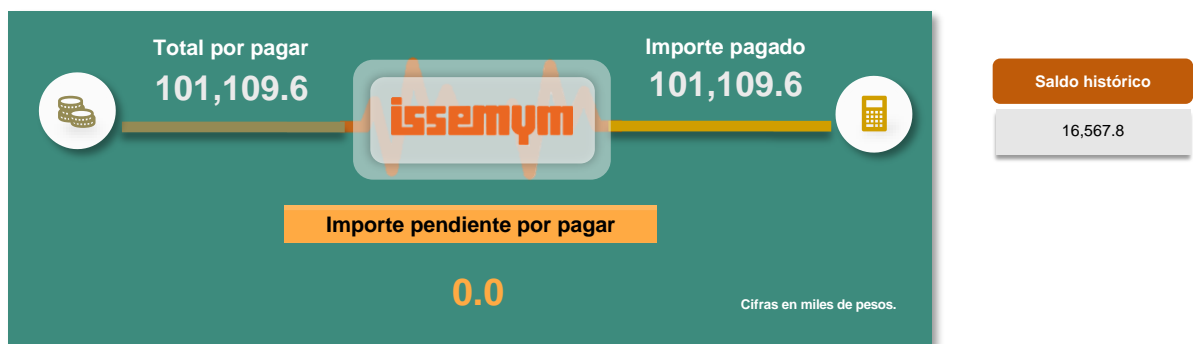 Total por pagar
101,109.6
issemym
Importe pagado
101,109.6
Importe pendiente por pagar
0.0
Cifras en miles de pesos.
Saldo histórico
16,567.8